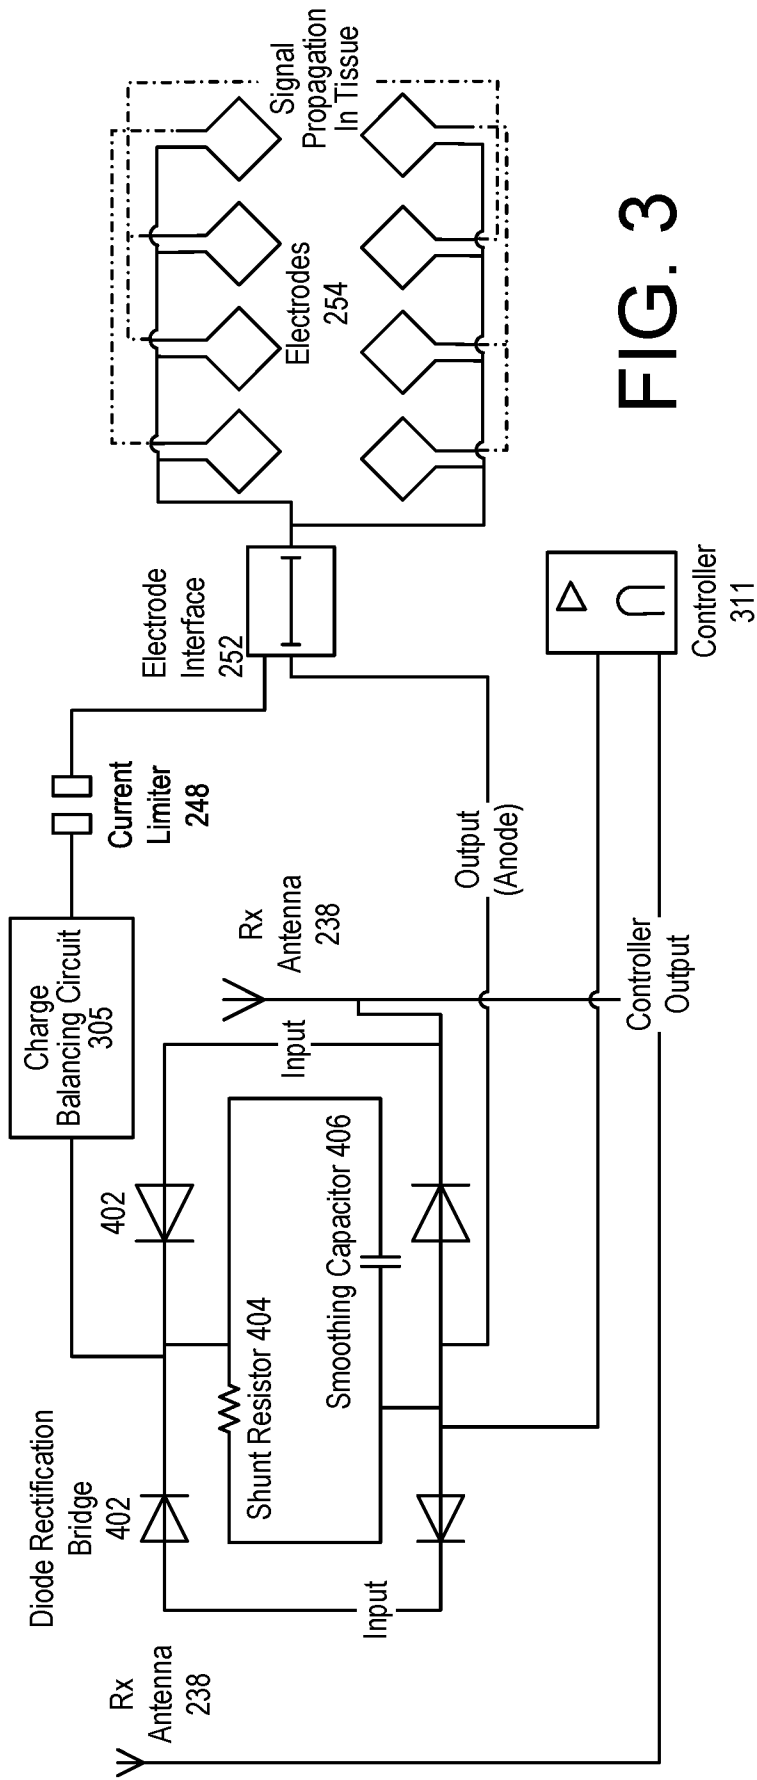 Rx
Antenna
238
Diode Rectification
Bridge
402
402
Shunt Resistor 404
Smoothing Capacitor 406
Input
Input
Charge
Balancing Circuit
305
Rx
Antenna
238
Current
Limiter
248
Output
(Anode)
Controller
Output
Electrode
Interface
252
Controller
311
Electrodes
254
Signal
Propagation
In Tissue
FIG. 3